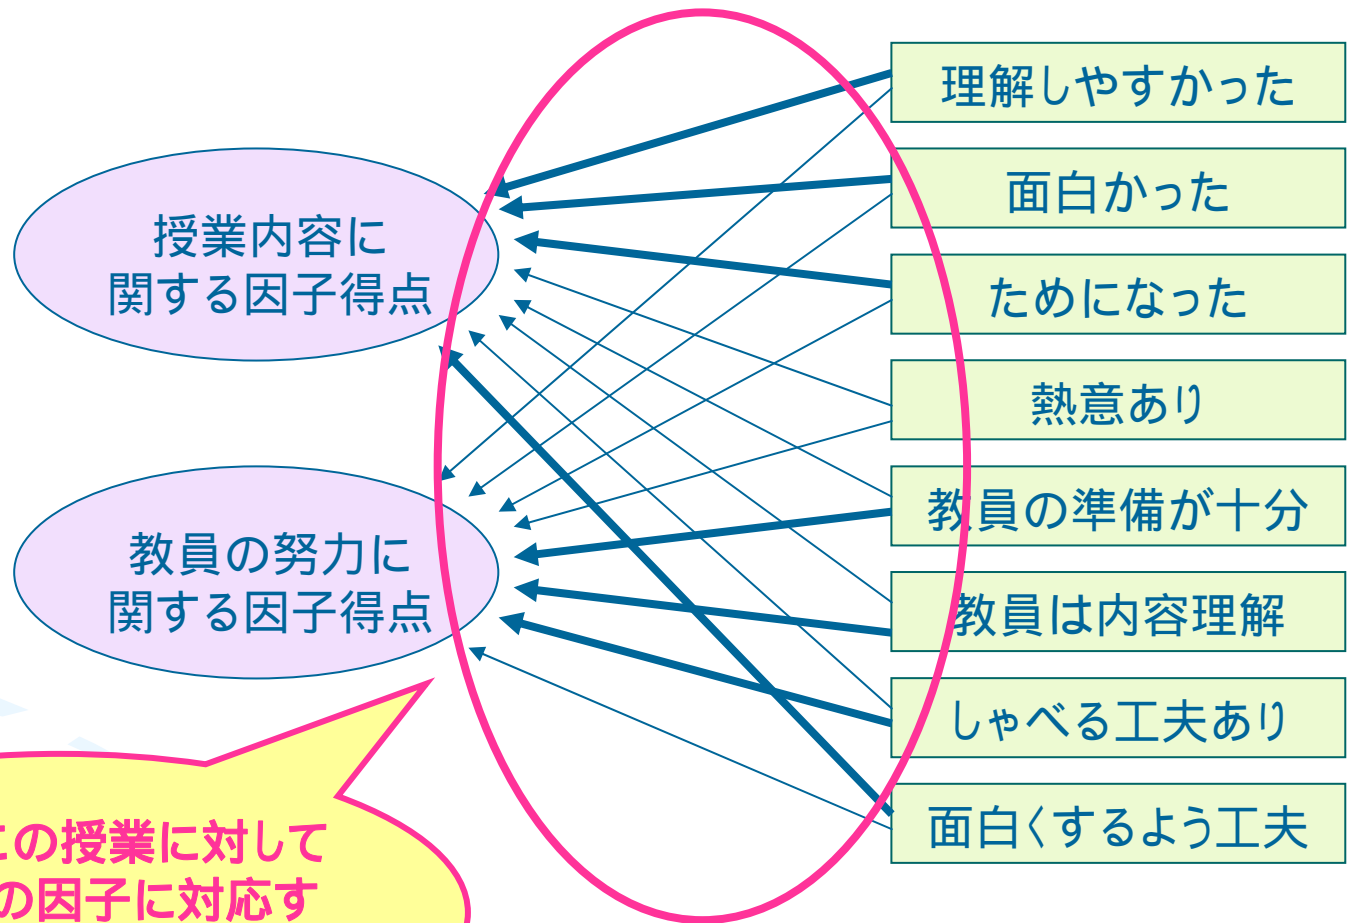 授業内容に
関する因子得点
教員の努力に
関する因子得点
理解しやすかった
面白かった
ためになった
熱意あり
教員の準備が十分
教員は内容理解
しゃべる工夫あり
面白くするよう工夫
この授業に対して
の因子に対応す